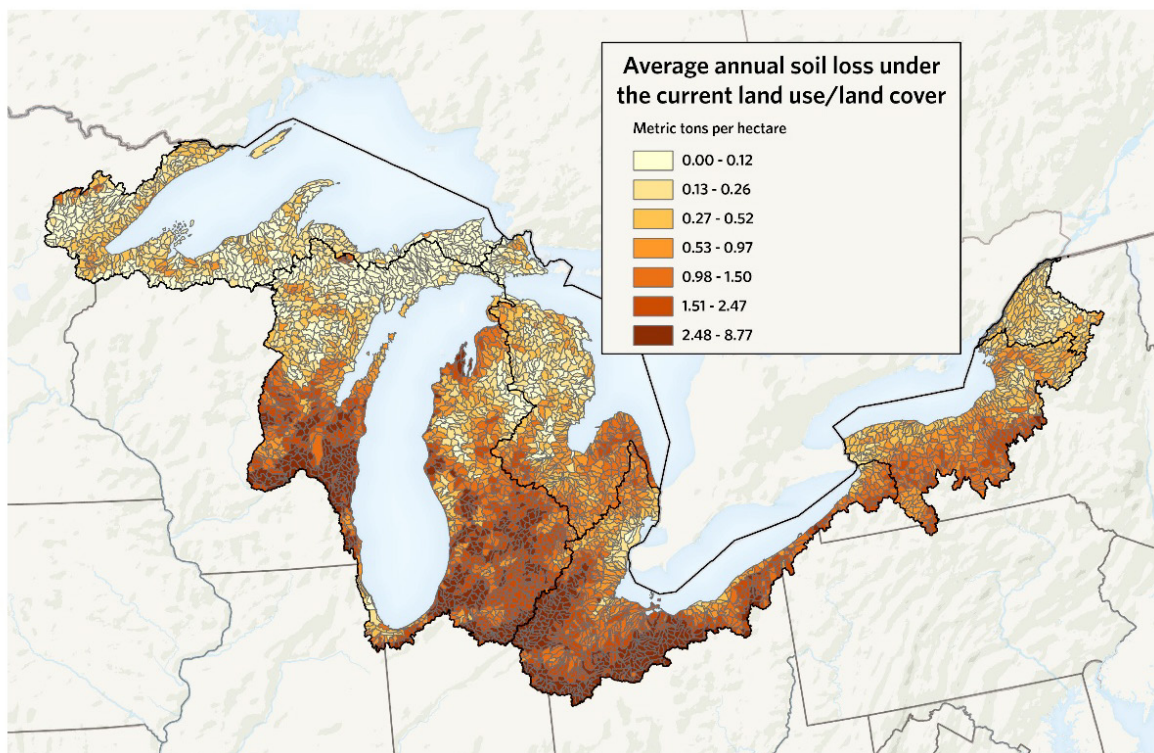 Average annual soil loss under
the current land use/land cover
Metric tons per hectare
0.00 - 0.12
0.13 - 0.26
0.27 - 0.52
0.53 - 0.97
0.98 - 1.50
1.51 - 2.47
2.48 - 8.77